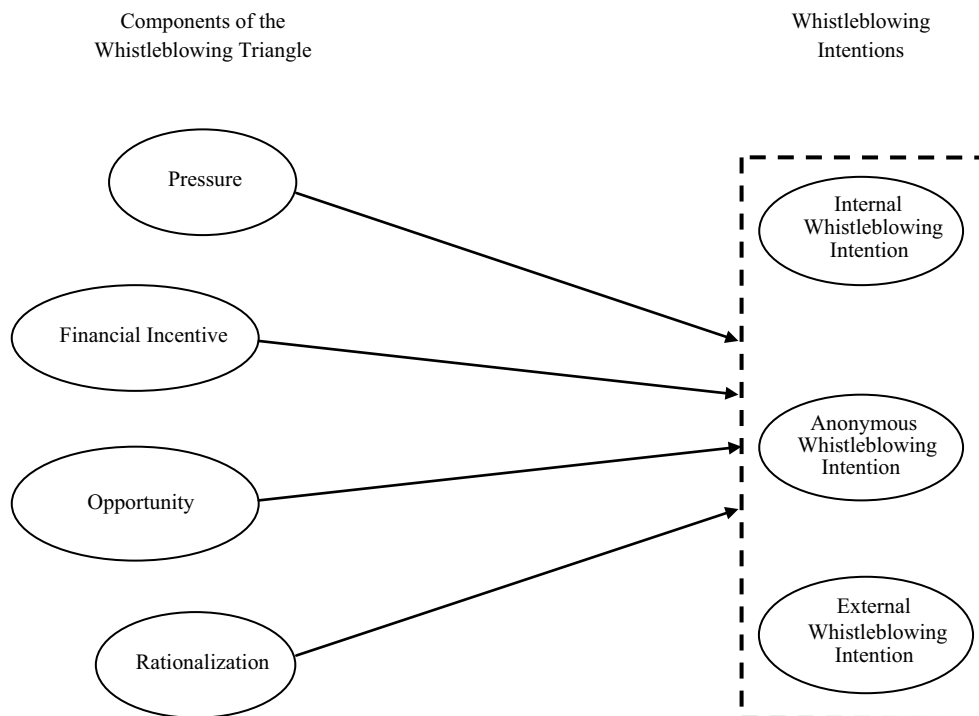 Components of the
Whistleblowing Triangle
Whistleblowing
Intentions
Pressure
Financial Incentive
Opportunity
Rationalization
Internal
Whistleblowing
Intention
Anonymous
Whistleblowing
Intention
External
Whistleblowing
Intention